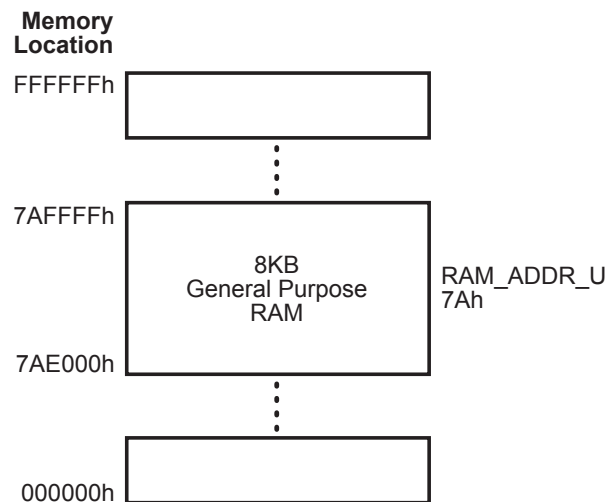 Memory
Location
FFFFFFh
7AFFFFh
8KB
General Purpose
RAM
RAM_ADDR_U
7Ah
7AE000h
000000h